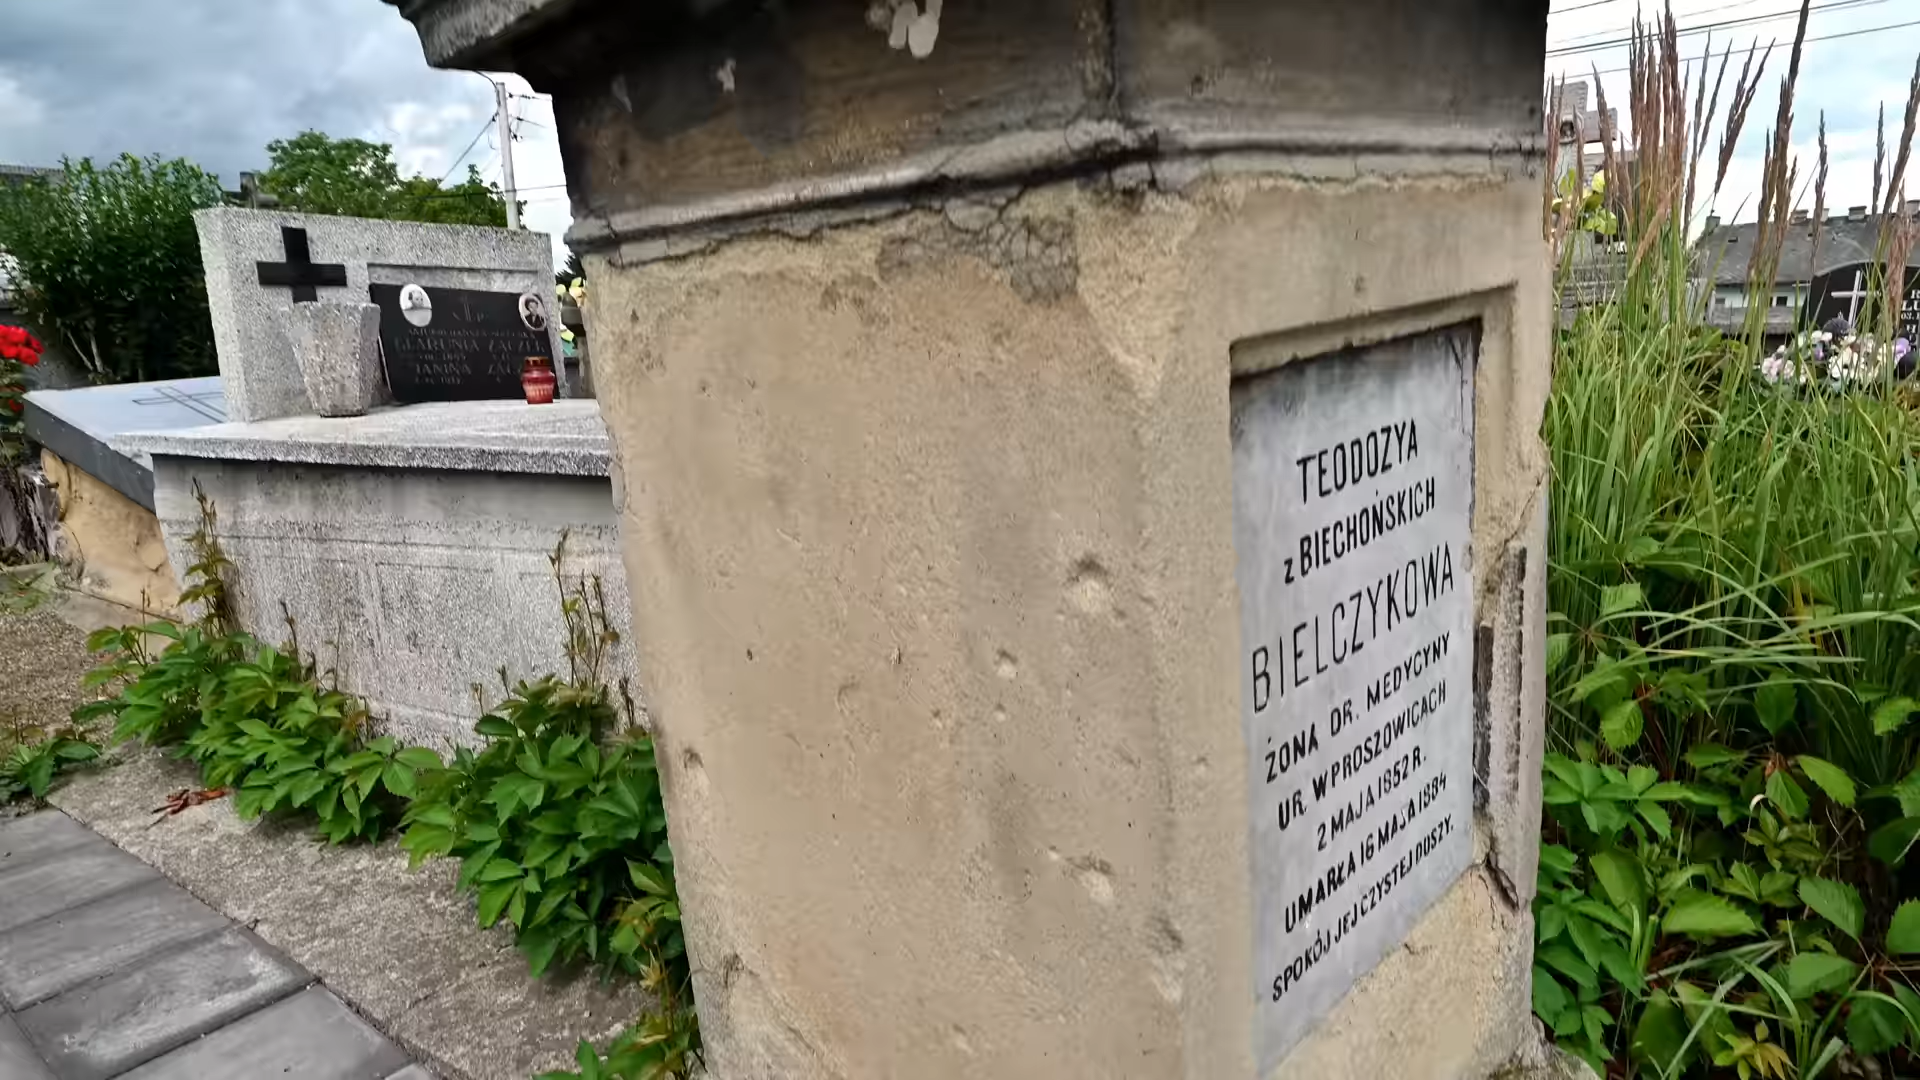 TEODOZYA
z BIECHOŃSKICH
BIELCZYKOWA
ŻONA DR. MEDYCYNY
UR. W PROSZOWICACH
2 MAJA 1852 R.
UMARŁA 16 MAJA 1884
SPOKÓJ JEJ CZYSTEJ DUSZY.
JANINA